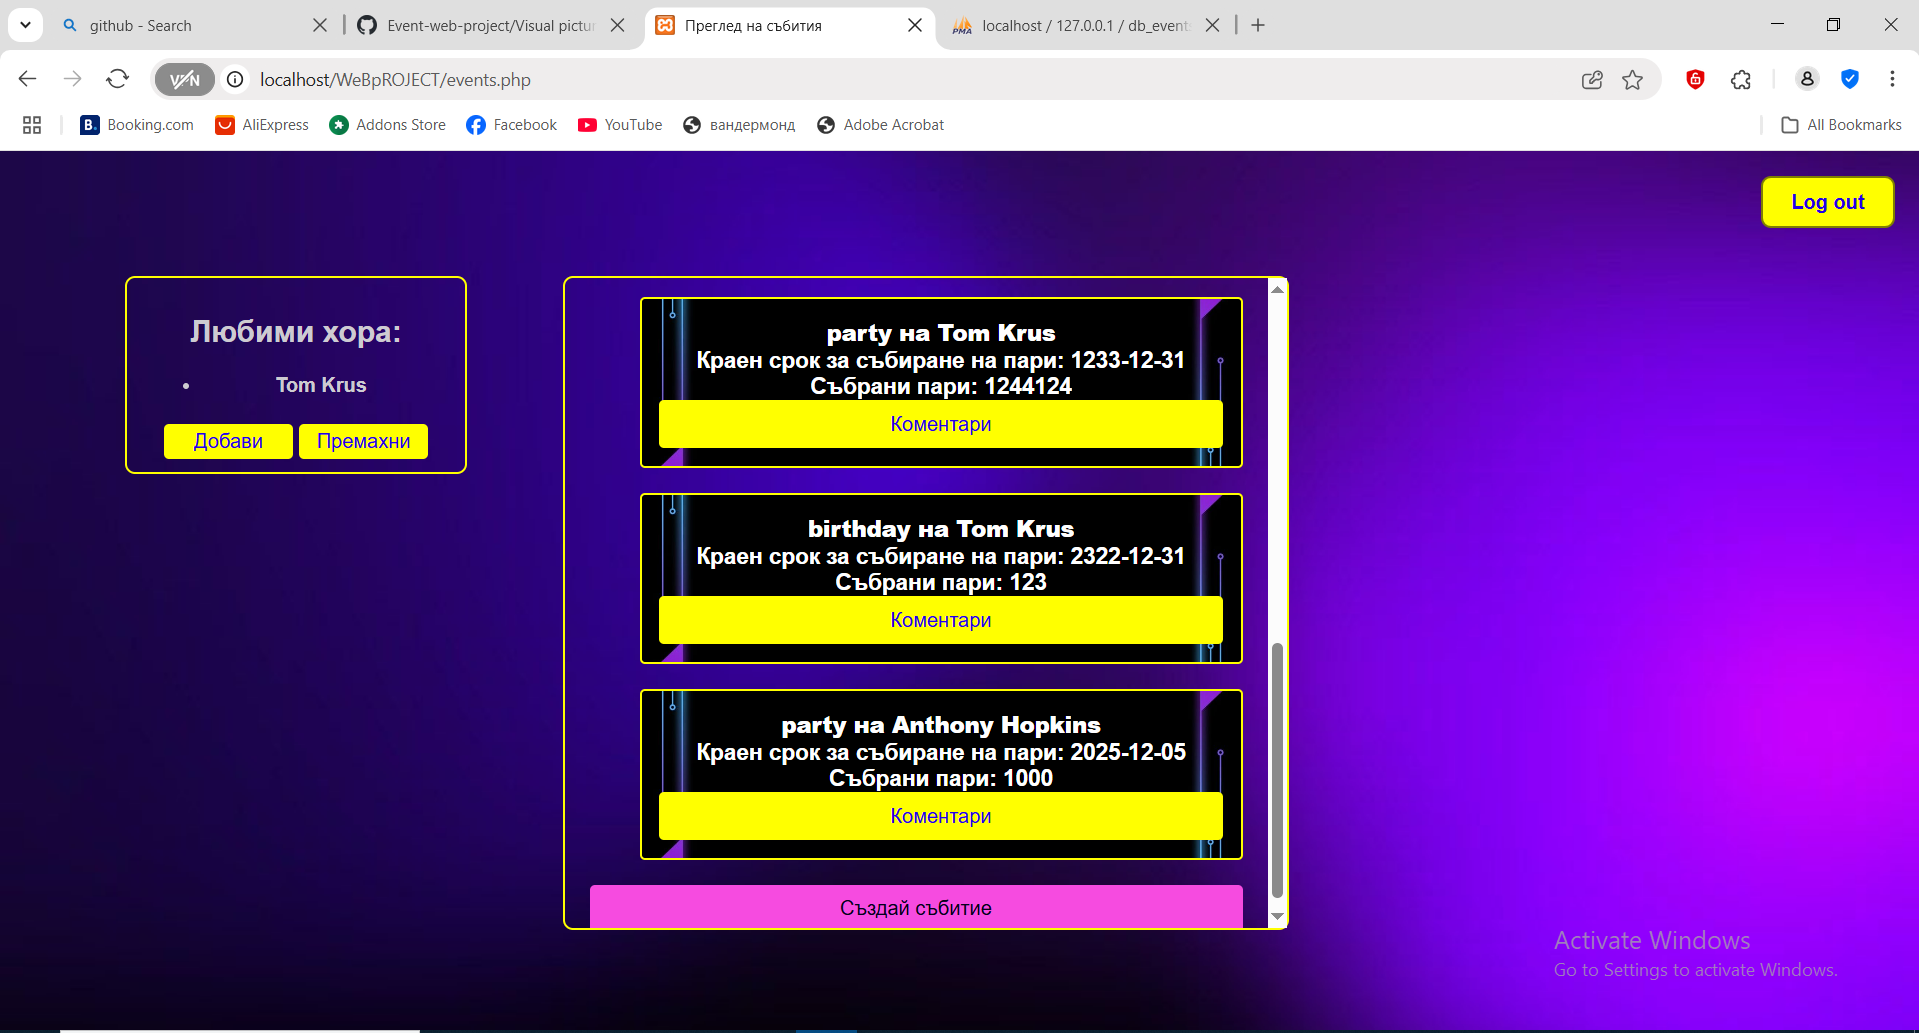 github - Search
Event-web-project/Visual pictur
Преглед на събития
PMA
localhost / 127.0.0.1 / db_event
VPN
localhost/WeBpROJECT/events.php
B.
Booking.com
AliExpress
Addons Store
Facebook
YouTube
вандермонд
Adobe Acrobat
All Bookmarks
Log out
Любими хора:
Tom Krus
Добави
Премахни
party на Tom Krus
Краен срок за събиране на пари: 1233-12-31
Събрани пари: 1244124
Коментари
birthday на Tom Krus
Краен срок за събиране на пари: 2322-12-31
Събрани пари: 123
Коментари
party на Anthony Hopkins
Краен срок за събиране на пари: 2025-12-05
Събрани пари: 1000
Коментари
Създай събитие
Activate Windows
Go to Settings to activate Windows.